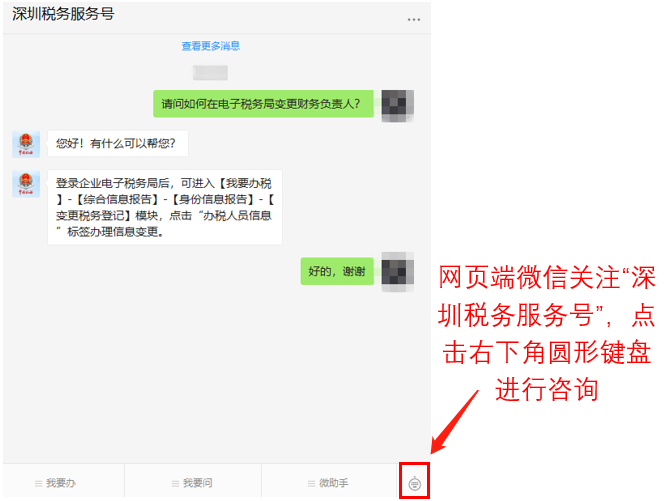 深圳税务服务号
查看更多消息
请问如何在电子税务局变更财务负责人？
您好！有什么可以帮您？
登录企业电子税务局后，可进入【我要办税
】-【综合信息报告】-【身份信息报告】-【
变更税务登记】模块，点击“办税人员信息
”标签办理信息变更。
好的，谢谢
网页端微信关注“深
圳税务服务号”，点
击右下角圆形键盘
进行咨询
我要办
我要问
微助手